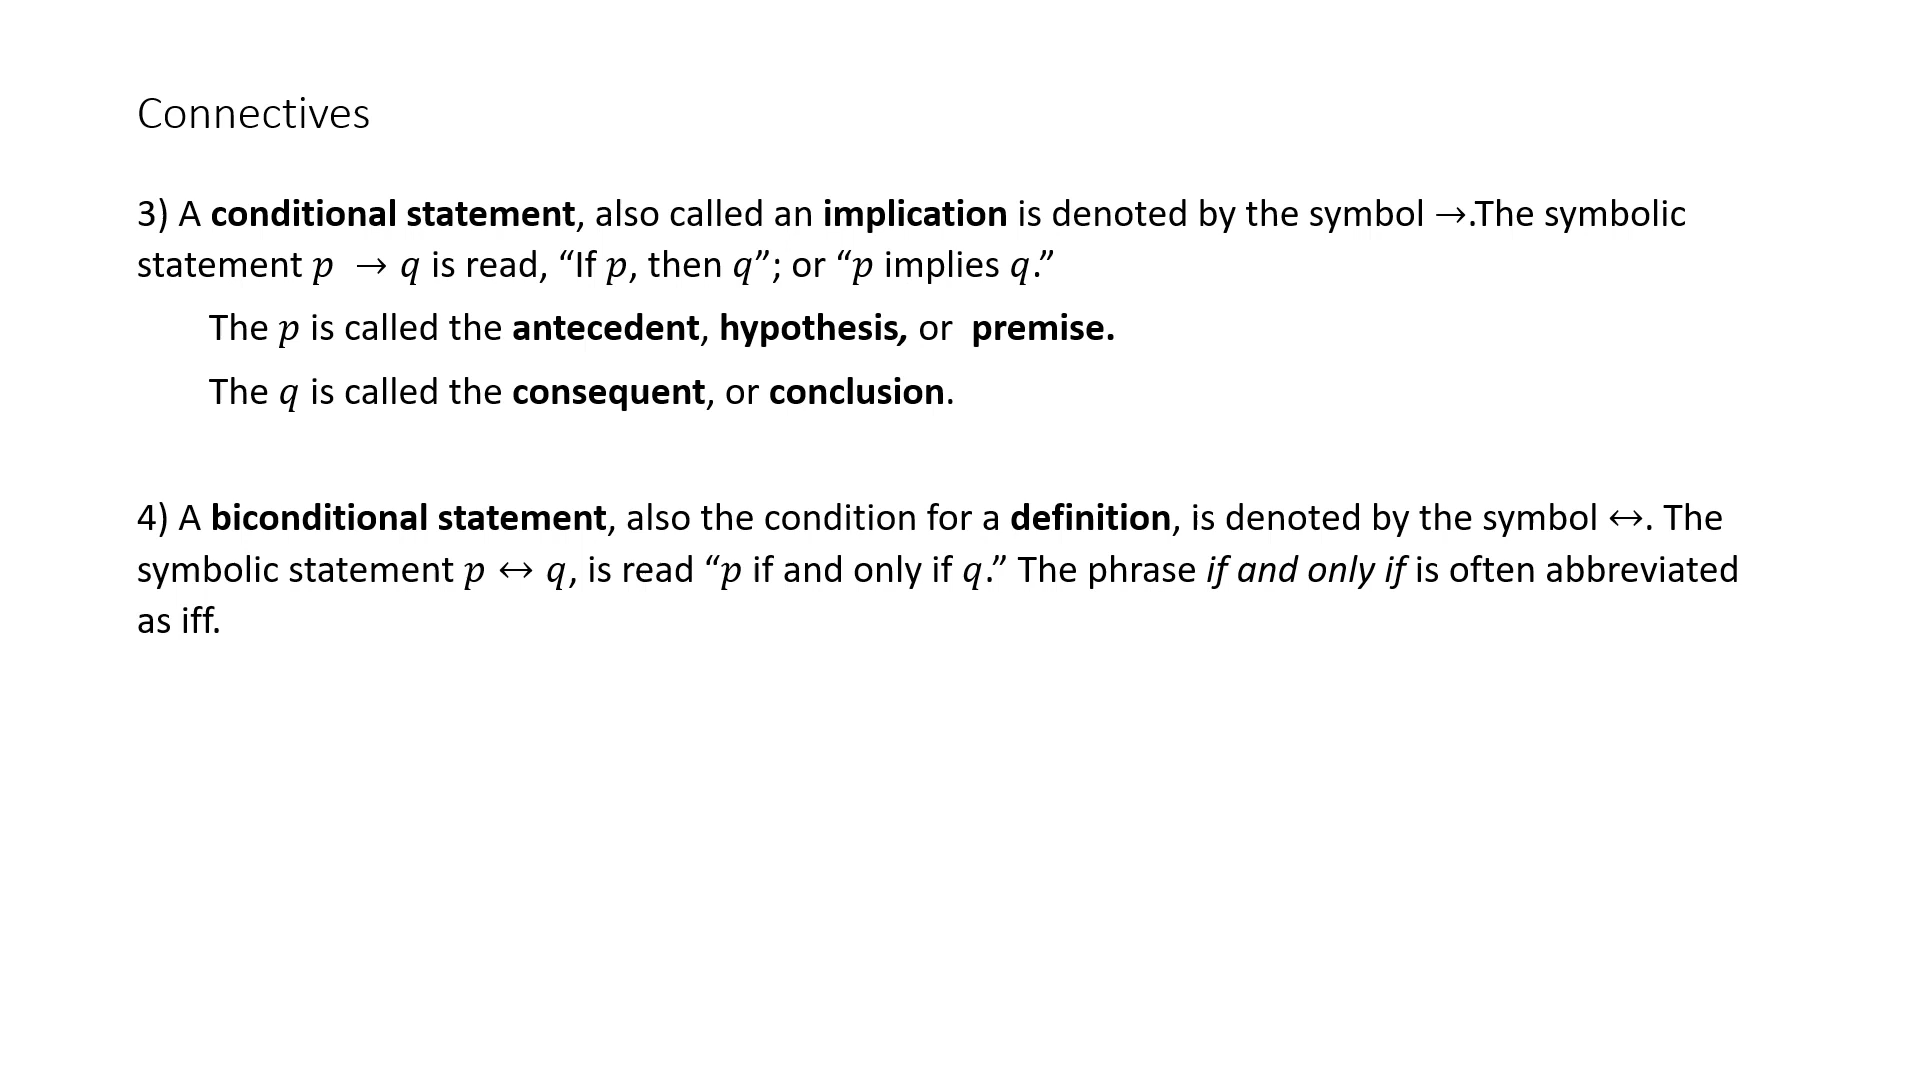 Connectives
3) A conditional statement, also called an implication is denoted by the symbol →.The symbolic
statement p → q is read, “If p, then q”; or “p implies q.”
The p is called the antecedent, hypothesis, or premise.
The q is called the consequent, or conclusion.
4) A biconditional statement, also the condition for a definition, is denoted by the symbol ↔. The
symbolic statement p ↔ q, is read “p if and only if q.” The phrase if and only if is often abbreviated
as iff.